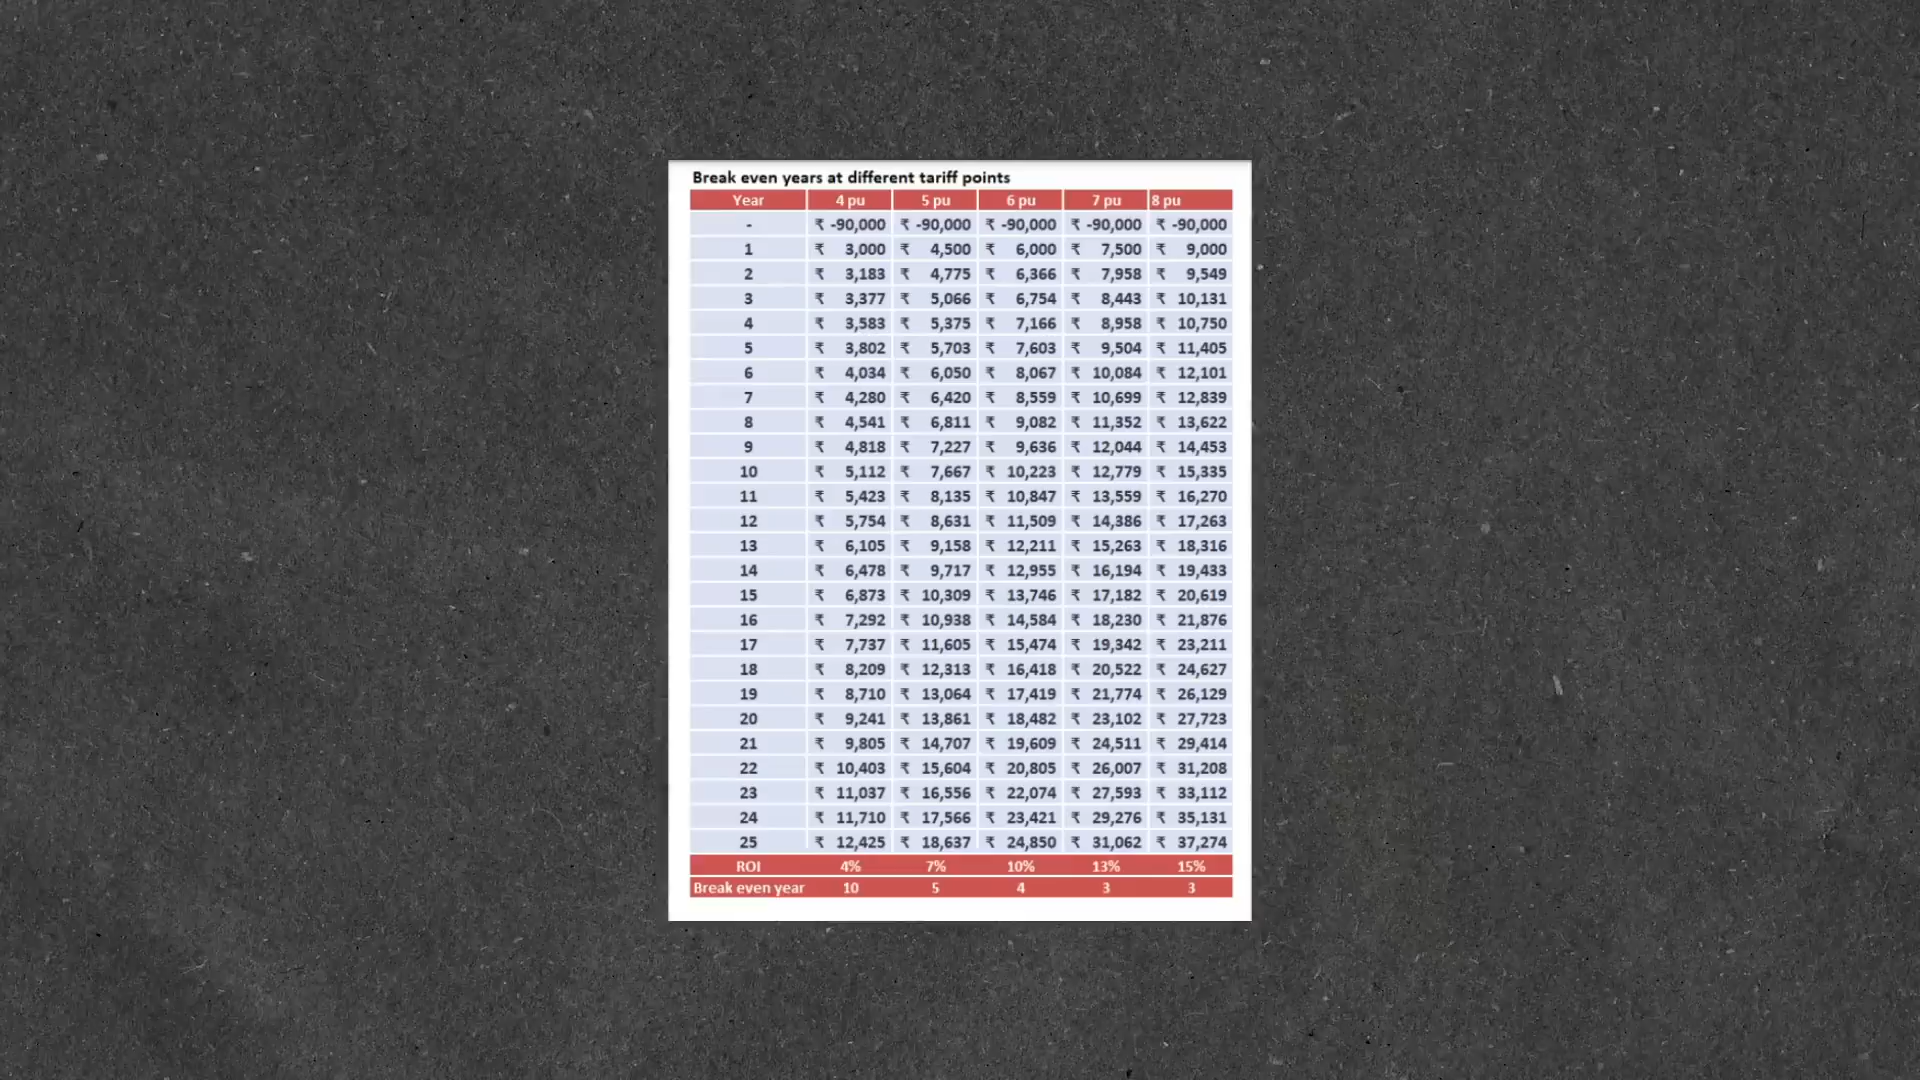 Break even years at different tariff points
Year 4 pu 5 pu 6 pu 7 pu 8 pu
- ₹ -90,000 ₹ -90,000 ₹ -90,000 ₹ -90,000 ₹ -90,000
1 ₹ 3,000 ₹ 4,500 ₹ 6,000 ₹ 7,500 ₹ 9,000
2 ₹ 3,183 ₹ 4,775 ₹ 6,366 ₹ 7,958 ₹ 9,549
3 ₹ 3,377 ₹ 5,066 ₹ 6,754 ₹ 8,443 ₹ 10,131
4 ₹ 3,583 ₹ 5,375 ₹ 7,166 ₹ 8,958 ₹ 10,750
5 ₹ 3,802 ₹ 5,703 ₹ 7,603 ₹ 9,504 ₹ 11,405
6 ₹ 4,034 ₹ 6,050 ₹ 8,067 ₹ 10,084 ₹ 12,101
7 ₹ 4,280 ₹ 6,420 ₹ 8,559 ₹ 10,699 ₹ 12,839
8 ₹ 4,541 ₹ 6,811 ₹ 9,082 ₹ 11,352 ₹ 13,622
9 ₹ 4,818 ₹ 7,227 ₹ 9,636 ₹ 12,044 ₹ 14,453
10 ₹ 5,112 ₹ 7,667 ₹ 10,223 ₹ 12,779 ₹ 15,335
11 ₹ 5,423 ₹ 8,135 ₹ 10,847 ₹ 13,559 ₹ 16,270
12 ₹ 5,754 ₹ 8,631 ₹ 11,509 ₹ 14,386 ₹ 17,263
13 ₹ 6,105 ₹ 9,158 ₹ 12,211 ₹ 15,263 ₹ 18,316
14 ₹ 6,478 ₹ 9,717 ₹ 12,955 ₹ 16,194 ₹ 19,433
15 ₹ 6,873 ₹ 10,309 ₹ 13,746 ₹ 17,182 ₹ 20,619
16 ₹ 7,292 ₹ 10,938 ₹ 14,584 ₹ 18,230 ₹ 21,876
17 ₹ 7,737 ₹ 11,605 ₹ 15,474 ₹ 19,342 ₹ 23,211
18 ₹ 8,209 ₹ 12,313 ₹ 16,418 ₹ 20,522 ₹ 24,627
19 ₹ 8,710 ₹ 13,064 ₹ 17,419 ₹ 21,774 ₹ 26,129
20 ₹ 9,241 ₹ 13,861 ₹ 18,482 ₹ 23,102 ₹ 27,723
21 ₹ 9,805 ₹ 14,707 ₹ 19,609 ₹ 24,511 ₹ 29,414
22 ₹ 10,403 ₹ 15,604 ₹ 20,805 ₹ 26,007 ₹ 31,208
23 ₹ 11,037 ₹ 16,556 ₹ 22,074 ₹ 27,593 ₹ 33,112
24 ₹ 11,710 ₹ 17,566 ₹ 23,421 ₹ 29,276 ₹ 35,131
25 ₹ 12,425 ₹ 18,637 ₹ 24,850 ₹ 31,062 ₹ 37,274
ROI 4% 7% 10% 13% 15%
Break even year 10 5 4 3 3